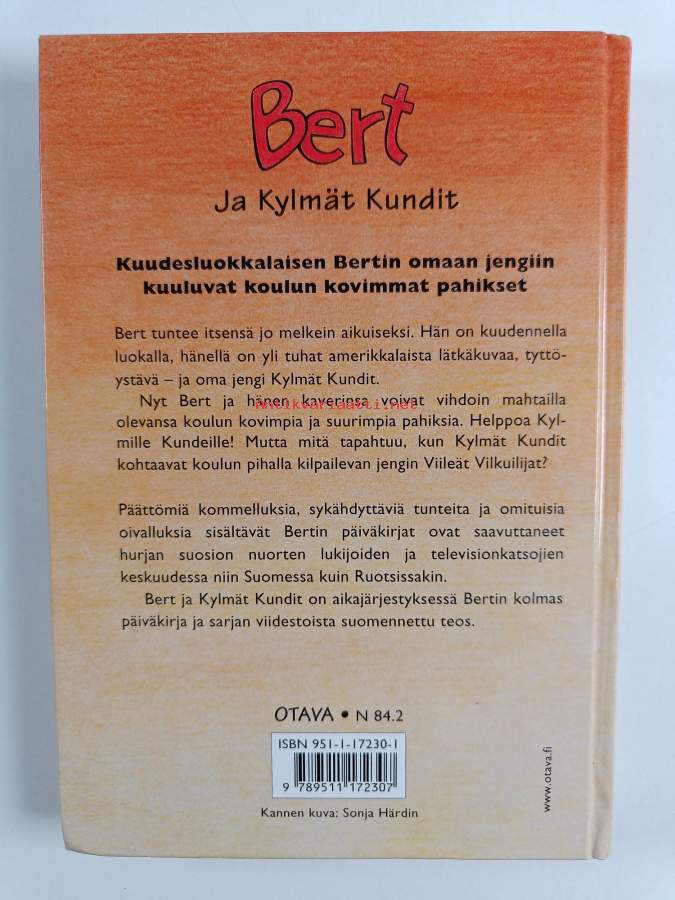 Bert
Ja Kylmät Kundit
Kuudesluokkalaisen Bertin omaan jengiin
kuuluvat koulun kovimmat pahikset
Bert tuntee itsensä jo melkein aikuiseksi. Hän on kuudennella
luokalla, hänellä on yli tuhat amerikkalaista lätkäkuvaa, tyttö-
ystävä – ja oma jengi Kylmät Kundit.
Nyt Bert ja hänen kaverinsa voivat vihdoin mahtailla
antikvariaatti.net
olevansa koulun kovimpia ja suurimpia pahiksia. Helppoa Kyl-
mille Kundeille! Mutta mitä tapahtuu, kun Kylmät Kundit
kohtaavat koulun pihalla kilpailevan jengin Viileät Vilkuilijat?
Päättömiä kommelluksia, sykähdyttäviä tunteita ja omituisia
oivalluksia sisältävät Bertin päiväkirjat ovat saavuttaneet
hurjan suosion nuorten lukijoiden ja televisionkatsojien
keskuudessa niin Suomessa kuin Ruotsissakin.
Bert ja Kylmät Kundit on aikajärjestyksessä Bertin kolmas
päiväkirja ja sarjan viidestoista suomennettu teos.
OTAVA • N 84.2
ISBN 951-1-17230-1
9 789511 172307
Kannen kuva: Sonja Härdin
www.otava.fi